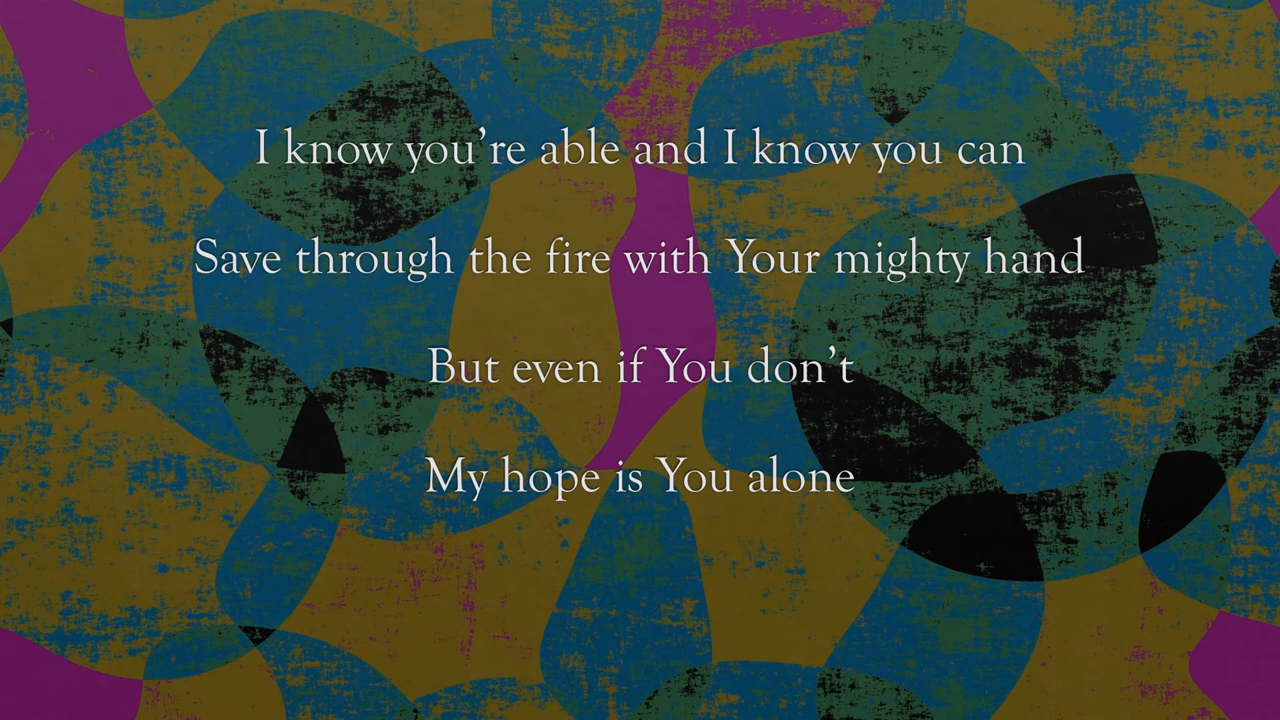 I know you’re able and I know you can
Save through the fire with Your mighty hand
But even if You don’t
My hope is You alone